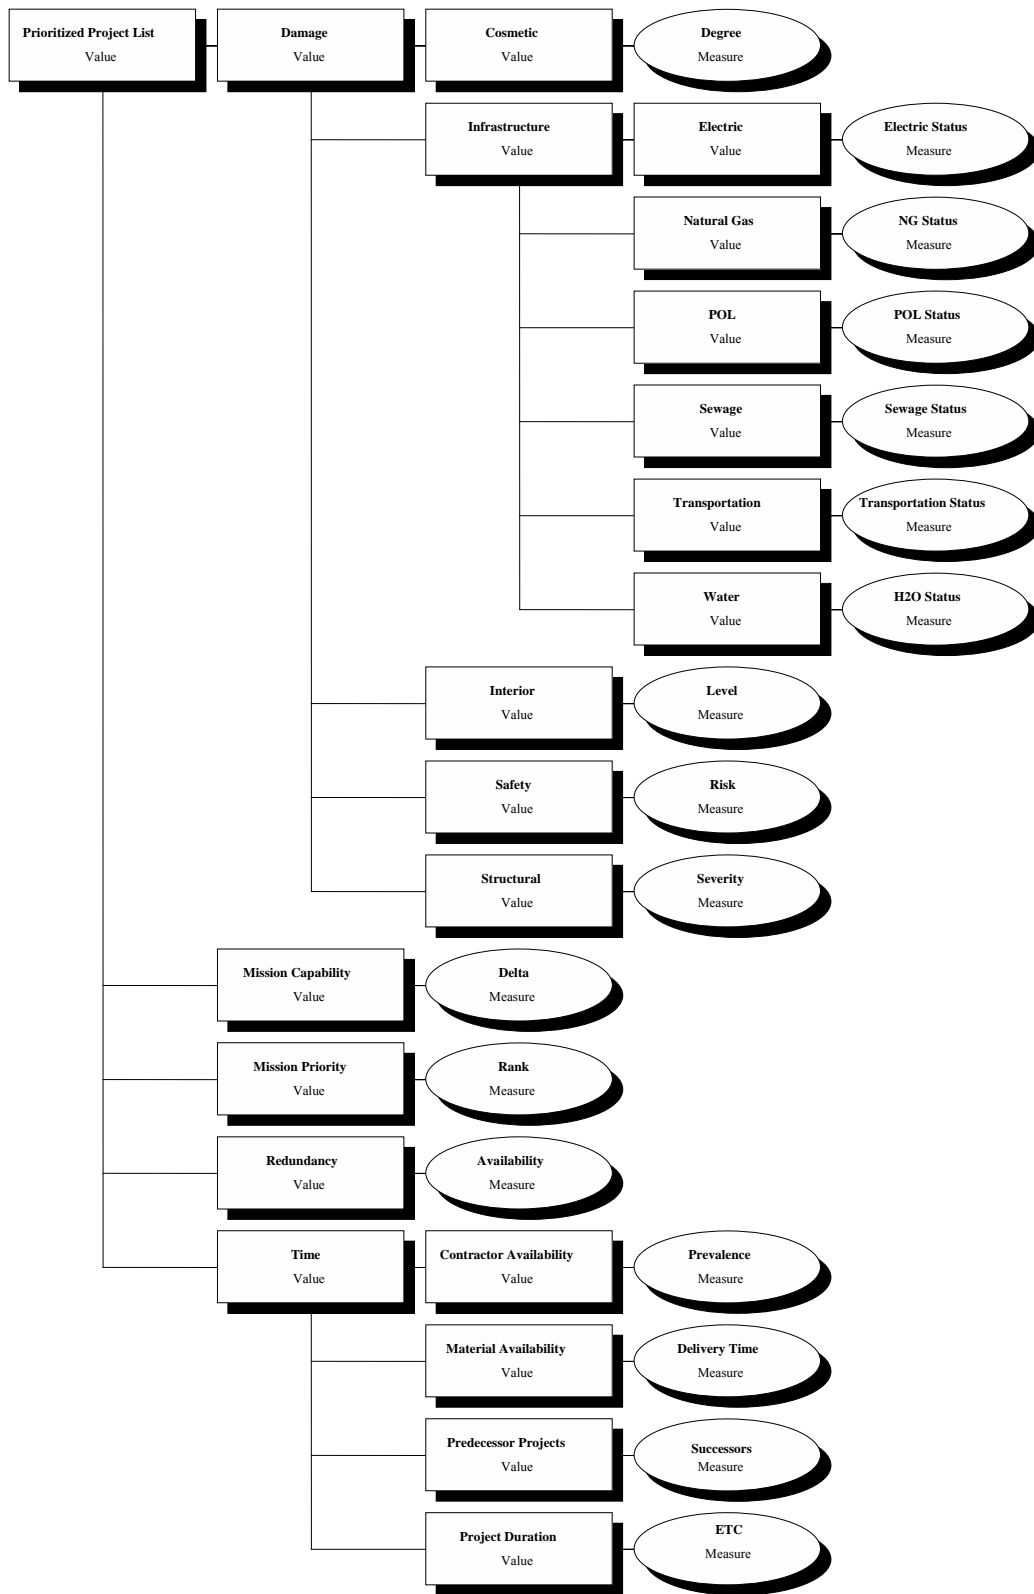 Prioritized Project List
Value
Damage
Value
Cosmetic
Value
Degree
Measure
Infrastructure
Value
Electric
Value
Electric Status
Measure
Natural Gas
Value
NG Status
Measure
POL
Value
POL Status
Measure
Sewage
Value
Sewage Status
Measure
Transportation
Value
Transportation Status
Measure
Water
Value
H2O Status
Measure
Interior
Value
Level
Measure
Safety
Value
Risk
Measure
Structural
Value
Severity
Measure
Mission Capability
Value
Delta
Measure
Mission Priority
Value
Rank
Measure
Redundancy
Value
Availability
Measure
Time
Value
Contractor Availability
Value
Prevalence
Measure
Material Availability
Value
Delivery Time
Measure
Predecessor Projects
Value
Successors
Measure
Project Duration
Value
ETC
Measure